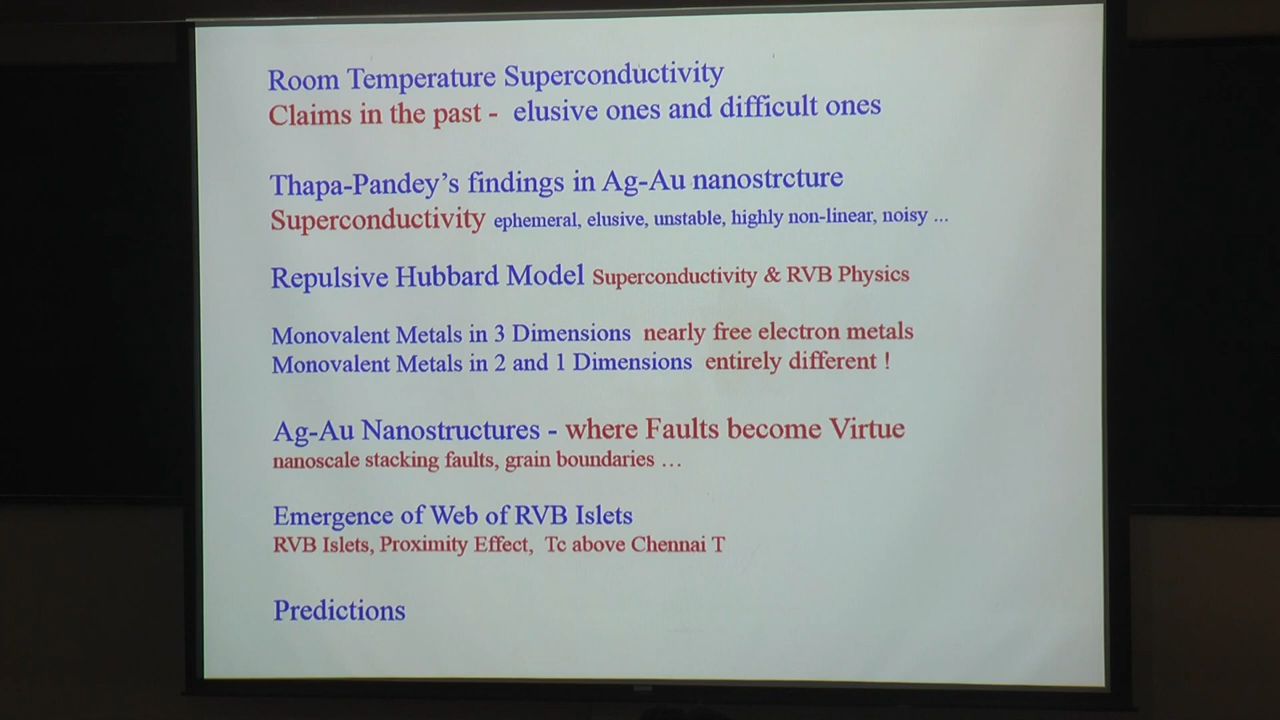 Room Temperature Superconductivity
Claims in the past - elusive ones and difficult ones
Thapa-Pandey's findings in Ag-Au nanostrcture
Superconductivity ephemeral, elusive, unstable, highly non-linear, noisy ...
Repulsive Hubbard Model Superconductivity & RVB Physics
Monovalent Metals in 3 Dimensions nearly free electron metals
Monovalent Metals in 2 and 1 Dimensions entirely different !
Ag-Au Nanostructures - where Faults become Virtue
nanoscale stacking faults, grain boundaries …
Emergence of Web of RVB Islets
RVB Islets, Proximity Effect, Tc above Chennai T
Predictions